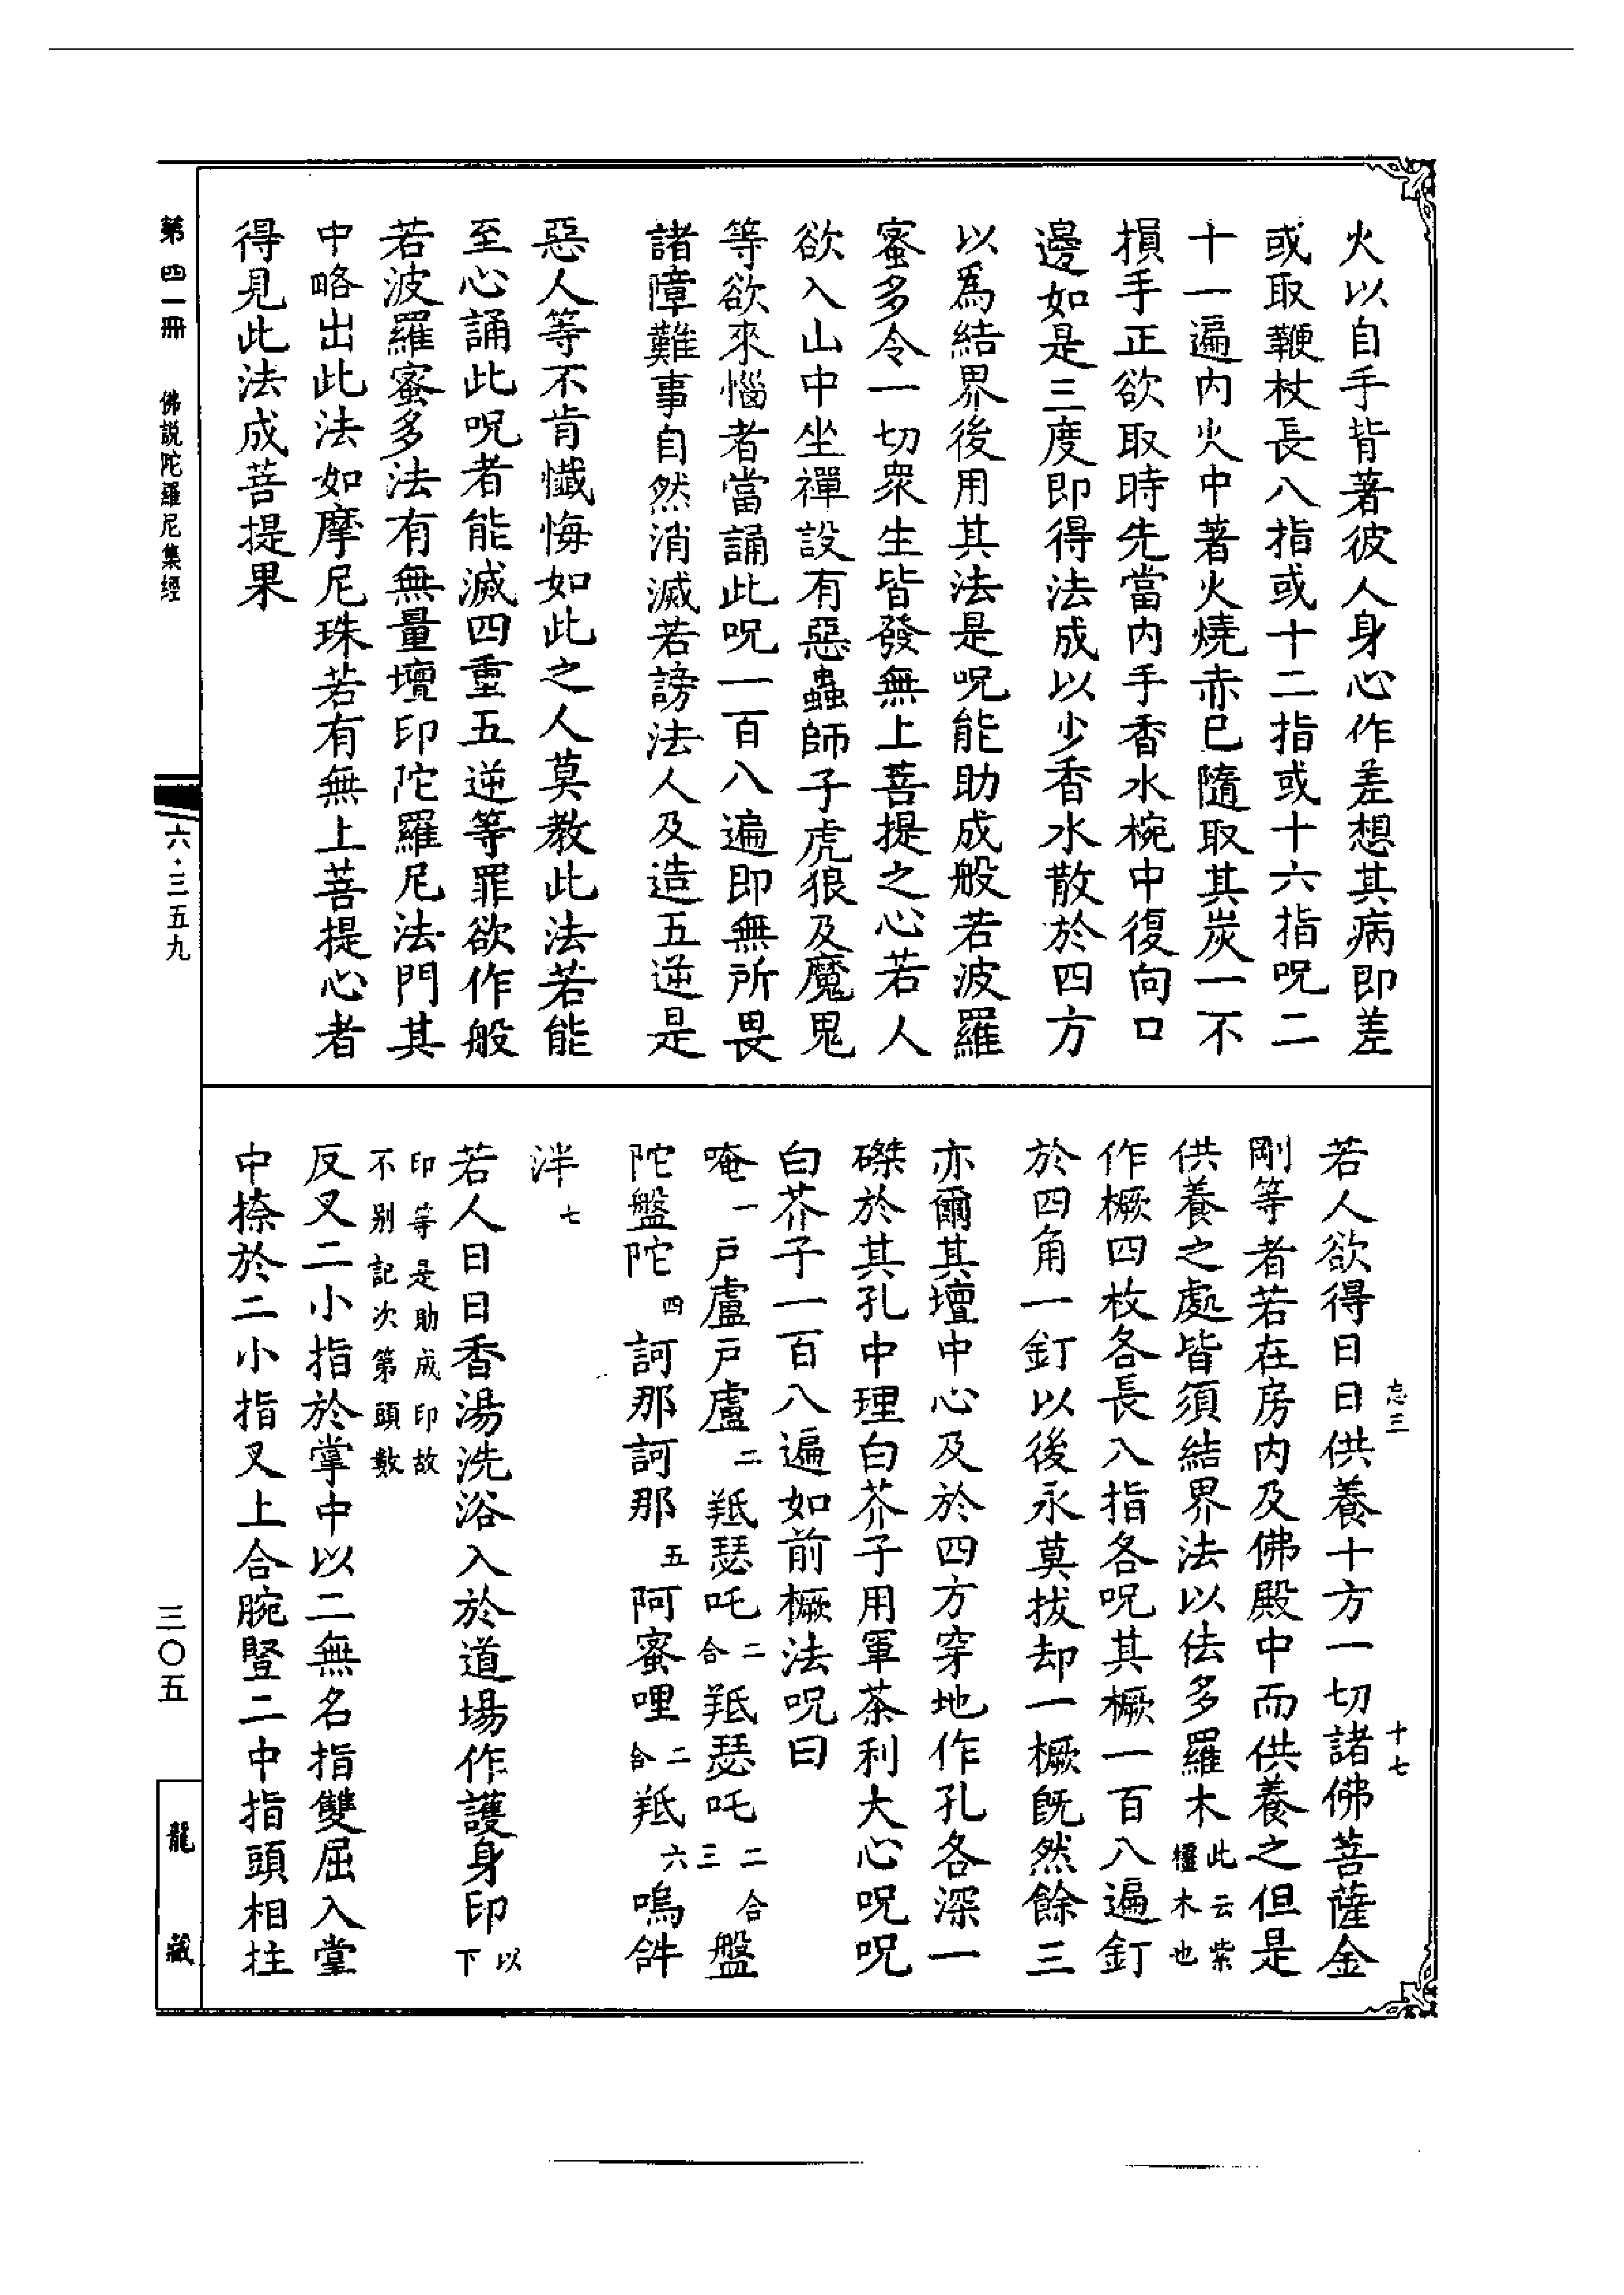 火以自手背著彼人身心作差想其病即差
或取鞭杖長八指或十二指或十六指呪二
十一遍内火中著火燒赤已隨取其炭一不
損手正欲取時先當内手香水椀中復向口
邊如是三度即得法成以少香水散於四方
以爲結界後用其法是呪能助成般若波羅
蜜多令一切衆生皆發無上菩提之心若人
欲入山中坐禪設有惡蟲師子虎狼及魔鬼
等欲來惱者當誦此呪一百八遍即無所畏
諸障難事自然消滅若謗法人及造五逆是
惡人等不肯懺悔如此之人莫教此法若能
至心誦此呪者能滅四重五逆等罪欲作般
若波羅蜜多法有無量壇印陀羅尼法門其
中略出此法如摩尼珠若有無上菩提心者
得見此法成菩提果
第四一冊 佛説陀羅尼集經
六·三五九
忘三 十七
若人欲得日日供養十方一切諸佛菩薩金
剛等者若在房内及佛殿中而供養之但是
供養之處皆須結界法以佉多羅木此云紫橿木也
作橛四枚各長八指各呪其橛一百八遍釘
於四角一釘以後永莫拔却一橛既然餘三
亦爾其壇中心及於四方穿地作孔各深一
磔於其孔中理白芥子用軍荼利大心呪呪
白芥子一百八遍如前橛法呪曰
唵一戸盧戸盧二羝瑟吒二合羝瑟吒二合三盤
陀盤陀四訶那訶那五阿蜜哩二合羝六嗚𤙖
泮七
若人日日香湯洗浴入於道場作護身印以下
印等是助成印故不别記次第頭數
反叉二小指於掌中以二無名指雙屈入掌
中捺於二小指叉上合腕豎二中指頭相拄
三〇五
龍藏